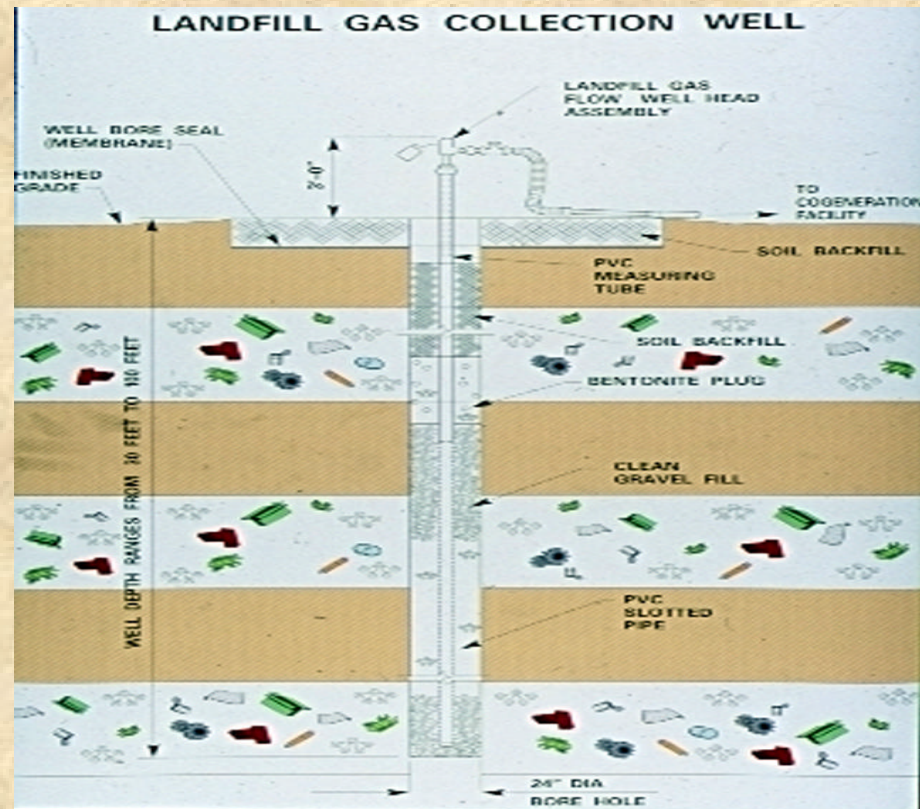 LANDFILL GAS COLLECTION WELL
LANDFILL GAS
FLOW WELL HEAD
ASSEMBLY
WELL BORE SEAL
(MEMBRANE)
FINISHED
GRADE
TO
COGENERATION
FACILITY
SOIL BACKFILL
PVC
MEASURING
TUBE
SOIL BACKFILL
BENTONITE PLUG
WELL DEPTH RANGES FROM 30 FEET TO 100 FEET
CLEAN
GRAVEL FILL
PVC
SLOTTED
PIPE
24" DIA
BORE HOLE